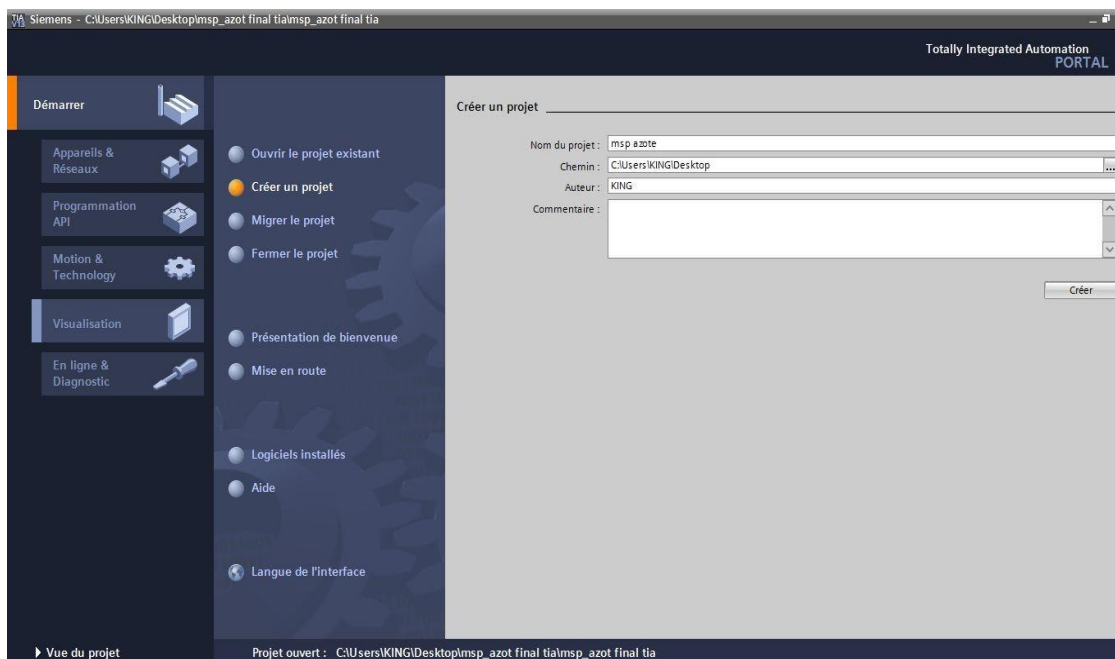 Siemens - C:\Users\KING\Desktop\msp_azot final tia\msp_azot final tia
Totally Integrated Automation
PORTAL
Démarrer
Appareils &
Réseaux
Programmation
API
Motion &
Technology
Visualisation
En ligne &
Diagnostic
Ouvrir le projet existant
Créer un projet
Migrer le projet
Fermer le projet
Présentation de bienvenue
Mise en route
Logiciels installés
Aide
Langue de l'interface
Créer un projet
Nom du projet : msp azote
Chemin : C:\Users\KING\Desktop
...
Auteur : KING
Commentaire :
Créer
Vue du projet
Projet ouvert : C:\Users\KING\Desktop\msp_azot final tia\msp_azot final tia